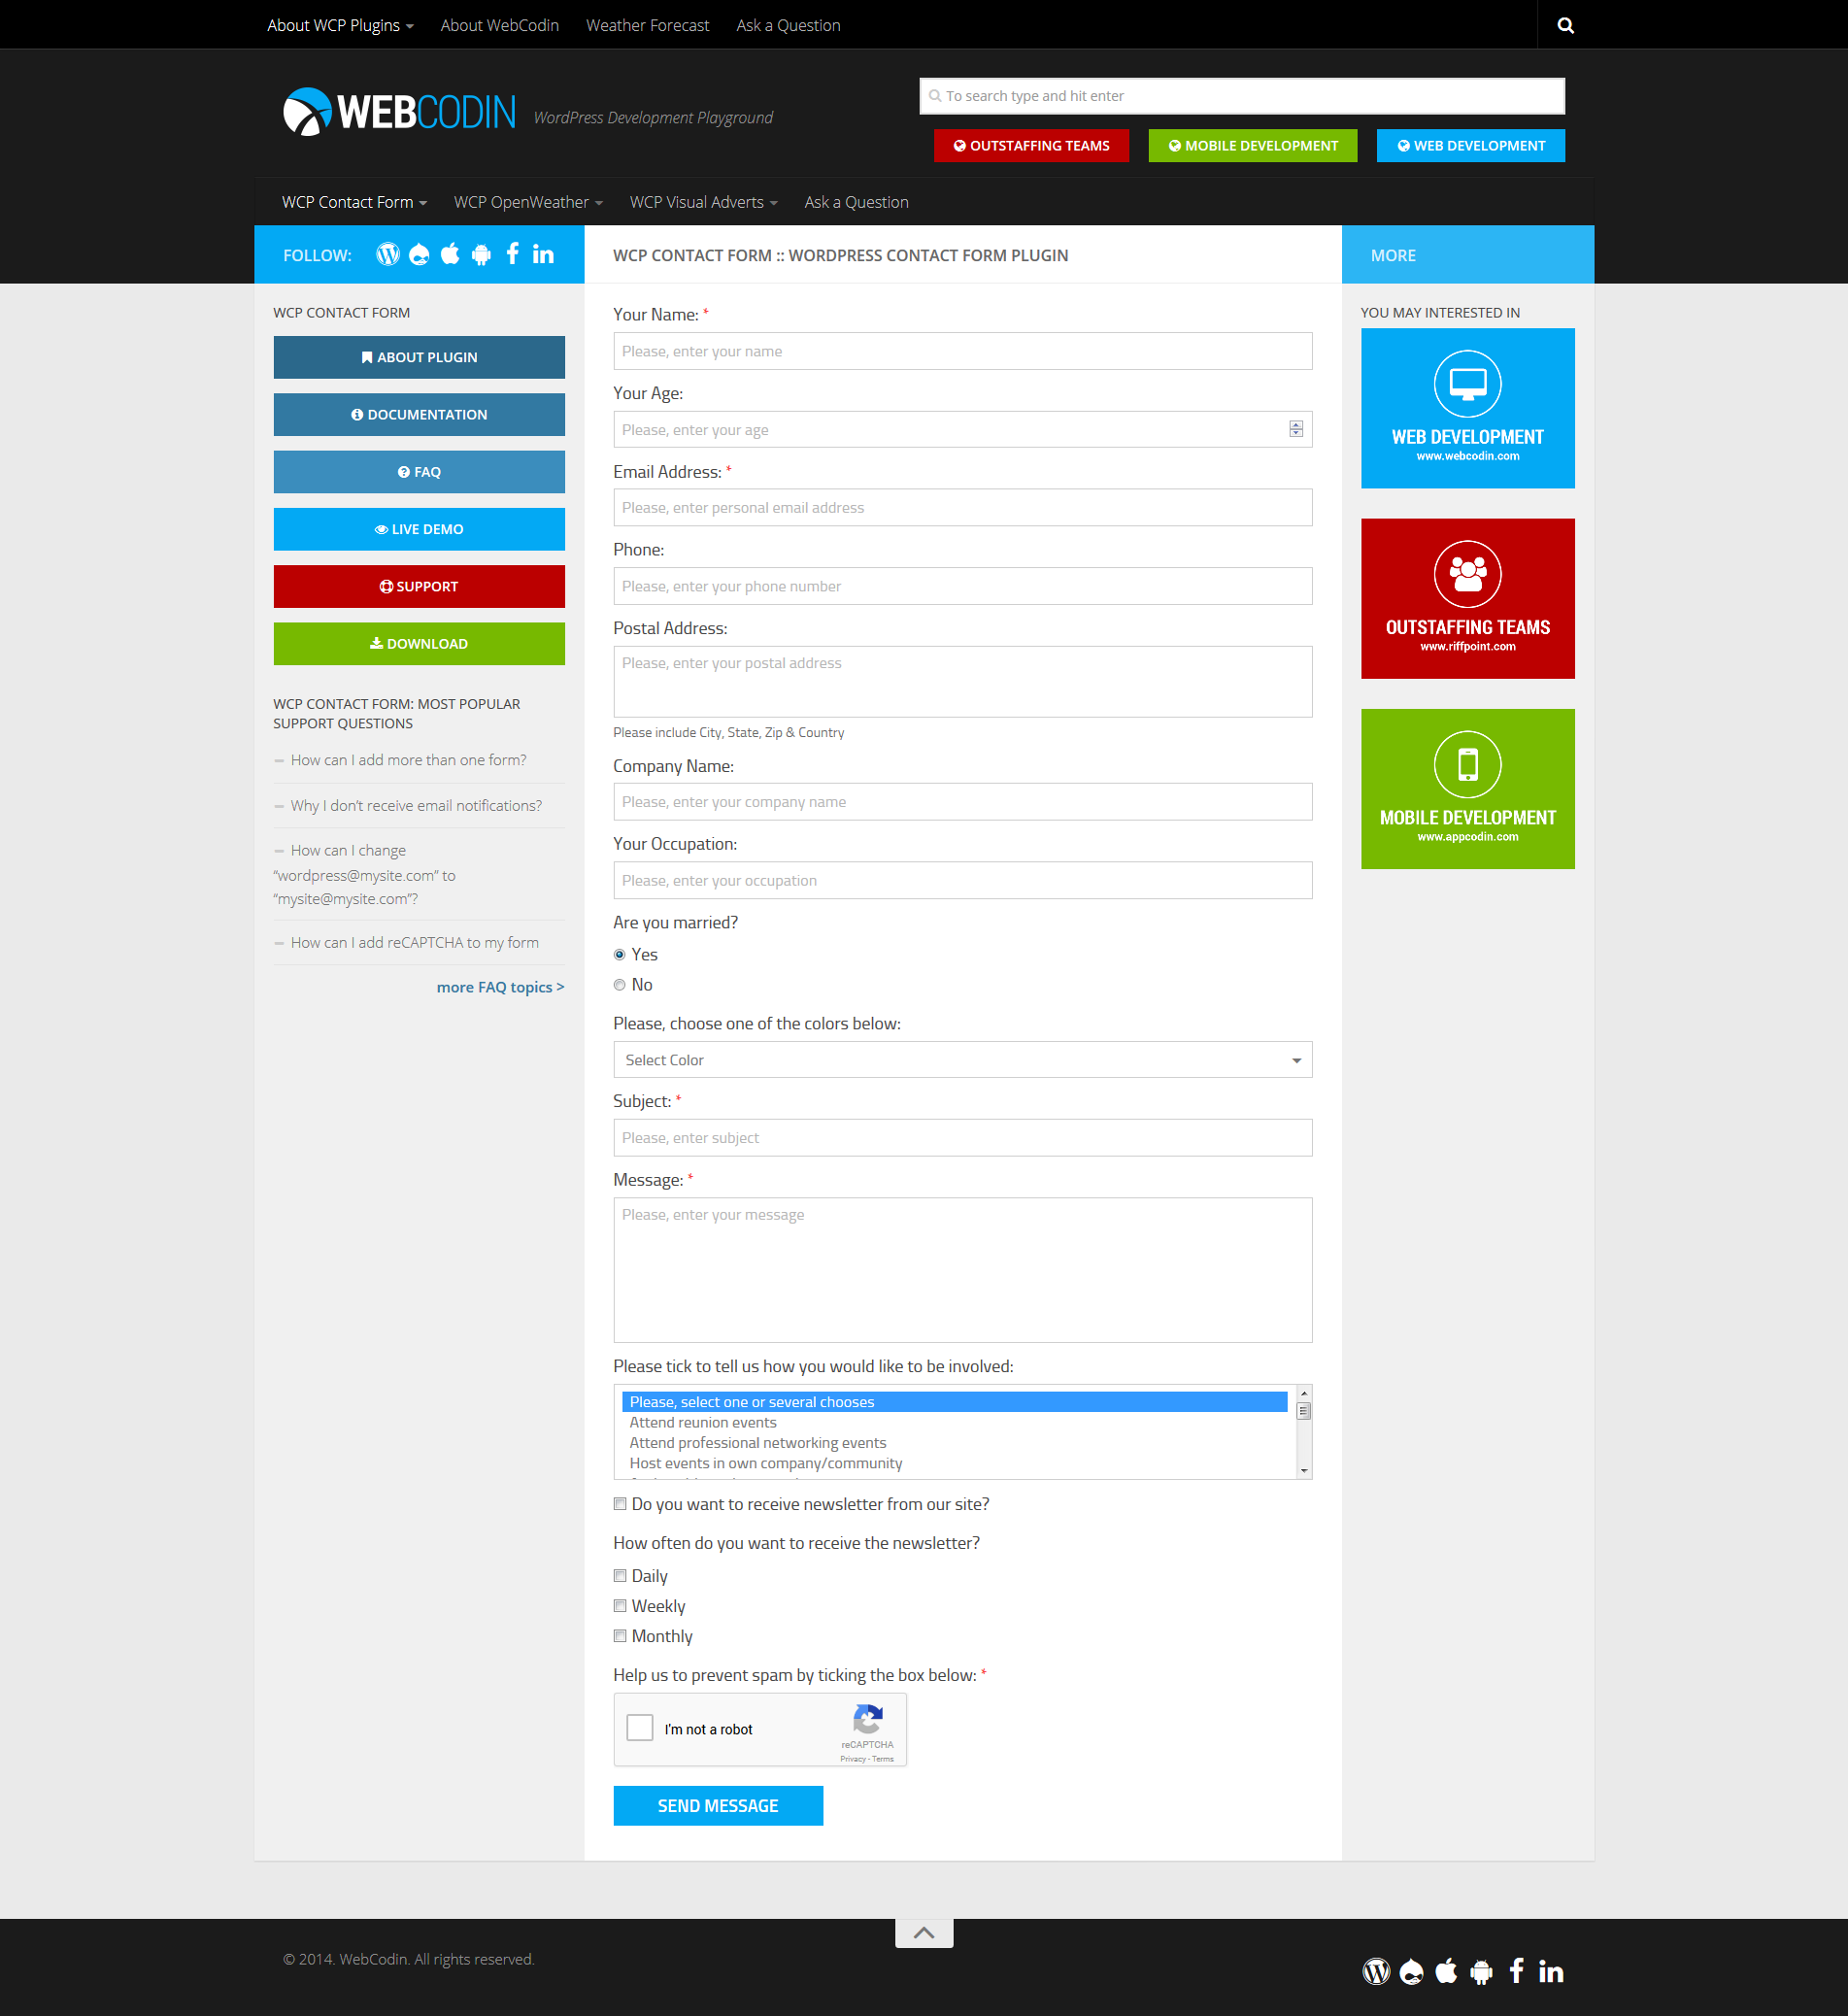 About WCP Plugins About WebCodin Weather Forecast Ask a Question
WEBCODIN WordPress Development Playground
To search type and hit enter
OUTSTAFFING TEAMS MOBILE DEVELOPMENT WEB DEVELOPMENT
WCP Contact Form WCP OpenWeather WCP Visual Adverts Ask a Question
FOLLOW:
WCP CONTACT FORM
ABOUT PLUGIN
DOCUMENTATION
FAQ
LIVE DEMO
SUPPORT
DOWNLOAD
WCP CONTACT FORM: MOST POPULAR
SUPPORT QUESTIONS
How can I add more than one form?
Why I don't receive email notifications?
How can I change
“wordpress@mysite.com” to
“mysite@mysite.com”?
How can I add reCAPTCHA to my form
more FAQ topics >
WCP CONTACT FORM :: WORDPRESS CONTACT FORM PLUGIN
Your Name: *
Please, enter your name
Your Age:
Please, enter your age
Email Address: *
Please, enter personal email address
Phone:
Please, enter your phone number
Postal Address:
Please, enter your postal address
Please include City, State, Zip & Country
Company Name:
Please, enter your company name
Your Occupation:
Please, enter your occupation
Are you married?
Yes
No
Please, choose one of the colors below:
Select Color
Subject: *
Please, enter subject
Message: *
Please, enter your message
Please tick to tell us how you would like to be involved:
Please, select one or several chooses
Attend reunion events
Attend professional networking events
Host events in own company/community
Do you want to receive newsletter from our site?
How often do you want to receive the newsletter?
Daily
Weekly
Monthly
Help us to prevent spam by ticking the box below: *
I'm not a robot
reCAPTCHA
Privacy - Terms
SEND MESSAGE
MORE
YOU MAY INTERESTED IN
WEB DEVELOPMENT
www.webcodin.com
OUTSTAFFING TEAMS
www.riffpoint.com
MOBILE DEVELOPMENT
www.appcodin.com
© 2014. WebCodin. All rights reserved.